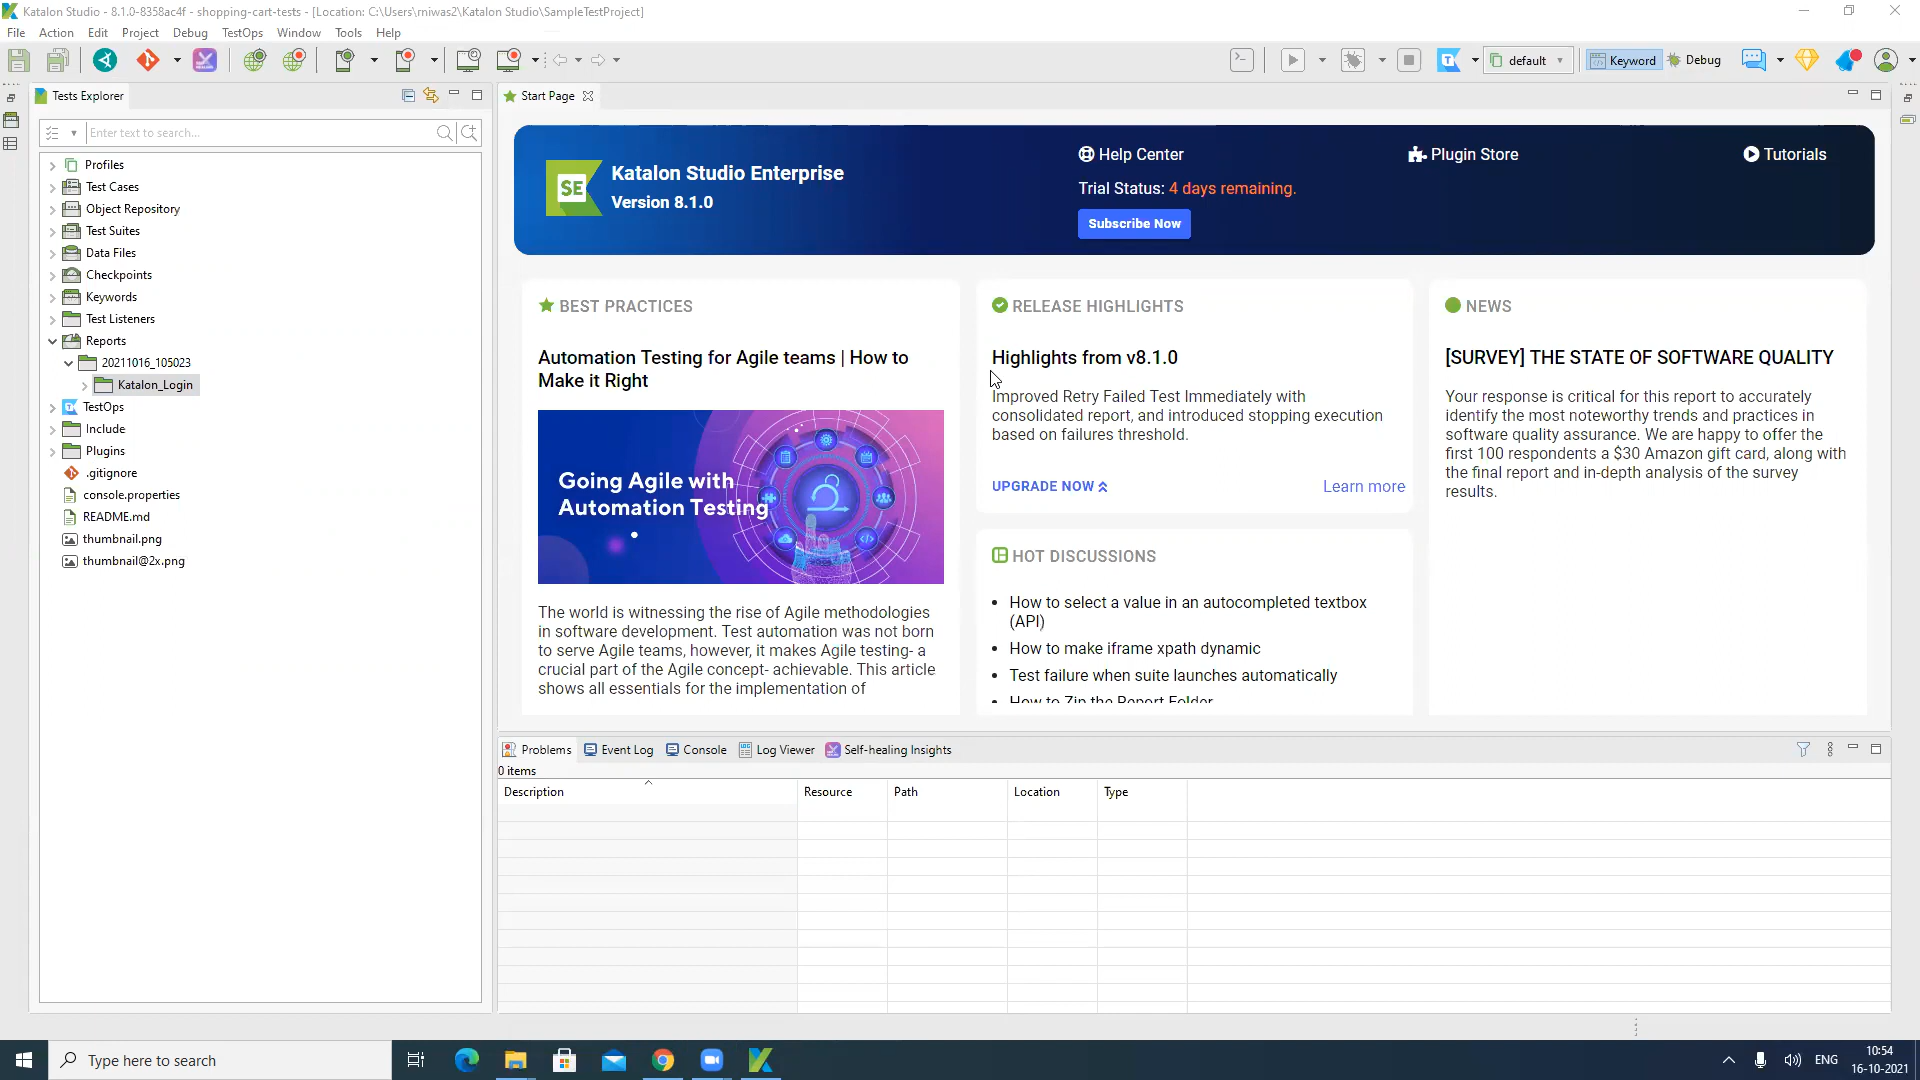 Katalon Studio - 8.1.0-8358ac4f - shopping-cart-tests - [Location: C:\Users\miwas2\Katalon Studio\SampleTestProject]
File Action Edit Project Debug TestOps Window Tools Help
default Keyword Debug
Tests Explorer
Start Page
Enter text to search...
Profiles
Test Cases
Object Repository
Test Suites
Data Files
Checkpoints
Keywords
Test Listeners
Reports
20211016_105023
Katalon_Login
TestOps
Include
Plugins
.gitignore
console.properties
README.md
thumbnail.png
thumbnail@2x.png
SE
Katalon Studio Enterprise
Version 8.1.0
Help Center
Plugin Store
Tutorials
Trial Status: 4 days remaining.
Subscribe Now
BEST PRACTICES
Automation Testing for Agile teams | How to
Make it Right
Going Agile with
Automation Testing
The world is witnessing the rise of Agile methodologies
in software development. Test automation was not born
to serve Agile teams, however, it makes Agile testing- a
crucial part of the Agile concept- achievable. This article
shows all essentials for the implementation of
RELEASE HIGHLIGHTS
Highlights from v8.1.0
Improved Retry Failed Test Immediately with
consolidated report, and introduced stopping execution
based on failures threshold.
UPGRADE NOW
Learn more
HOT DISCUSSIONS
• How to select a value in an autocompleted textbox
(API)
• How to make iframe xpath dynamic
• Test failure when suite launches automatically
• How to Zip the Report Folder
NEWS
[SURVEY] THE STATE OF SOFTWARE QUALITY
Your response is critical for this report to accurately
identify the most noteworthy trends and practices in
software quality assurance. We are happy to offer the
first 100 respondents a $30 Amazon gift card, along with
the final report and in-depth analysis of the survey
results.
Problems Event Log Console Log Viewer Self-healing Insights
0 items
Description Resource Path Location Type
Type here to search
ENG
10:54
16-10-2021